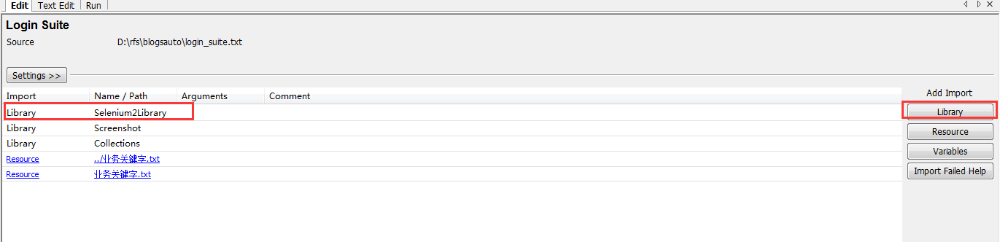 Edit Text Edit Run
Login Suite
Source D:\rfs\blogsauto\login_suite.txt
Settings >>
Import Name / Path Arguments Comment Add Import
Library Selenium2Library Library
Library Screenshot Resource
Library Collections Variables
Resource ../业务关键字.txt Import Failed Help
Resource 业务关键字.txt